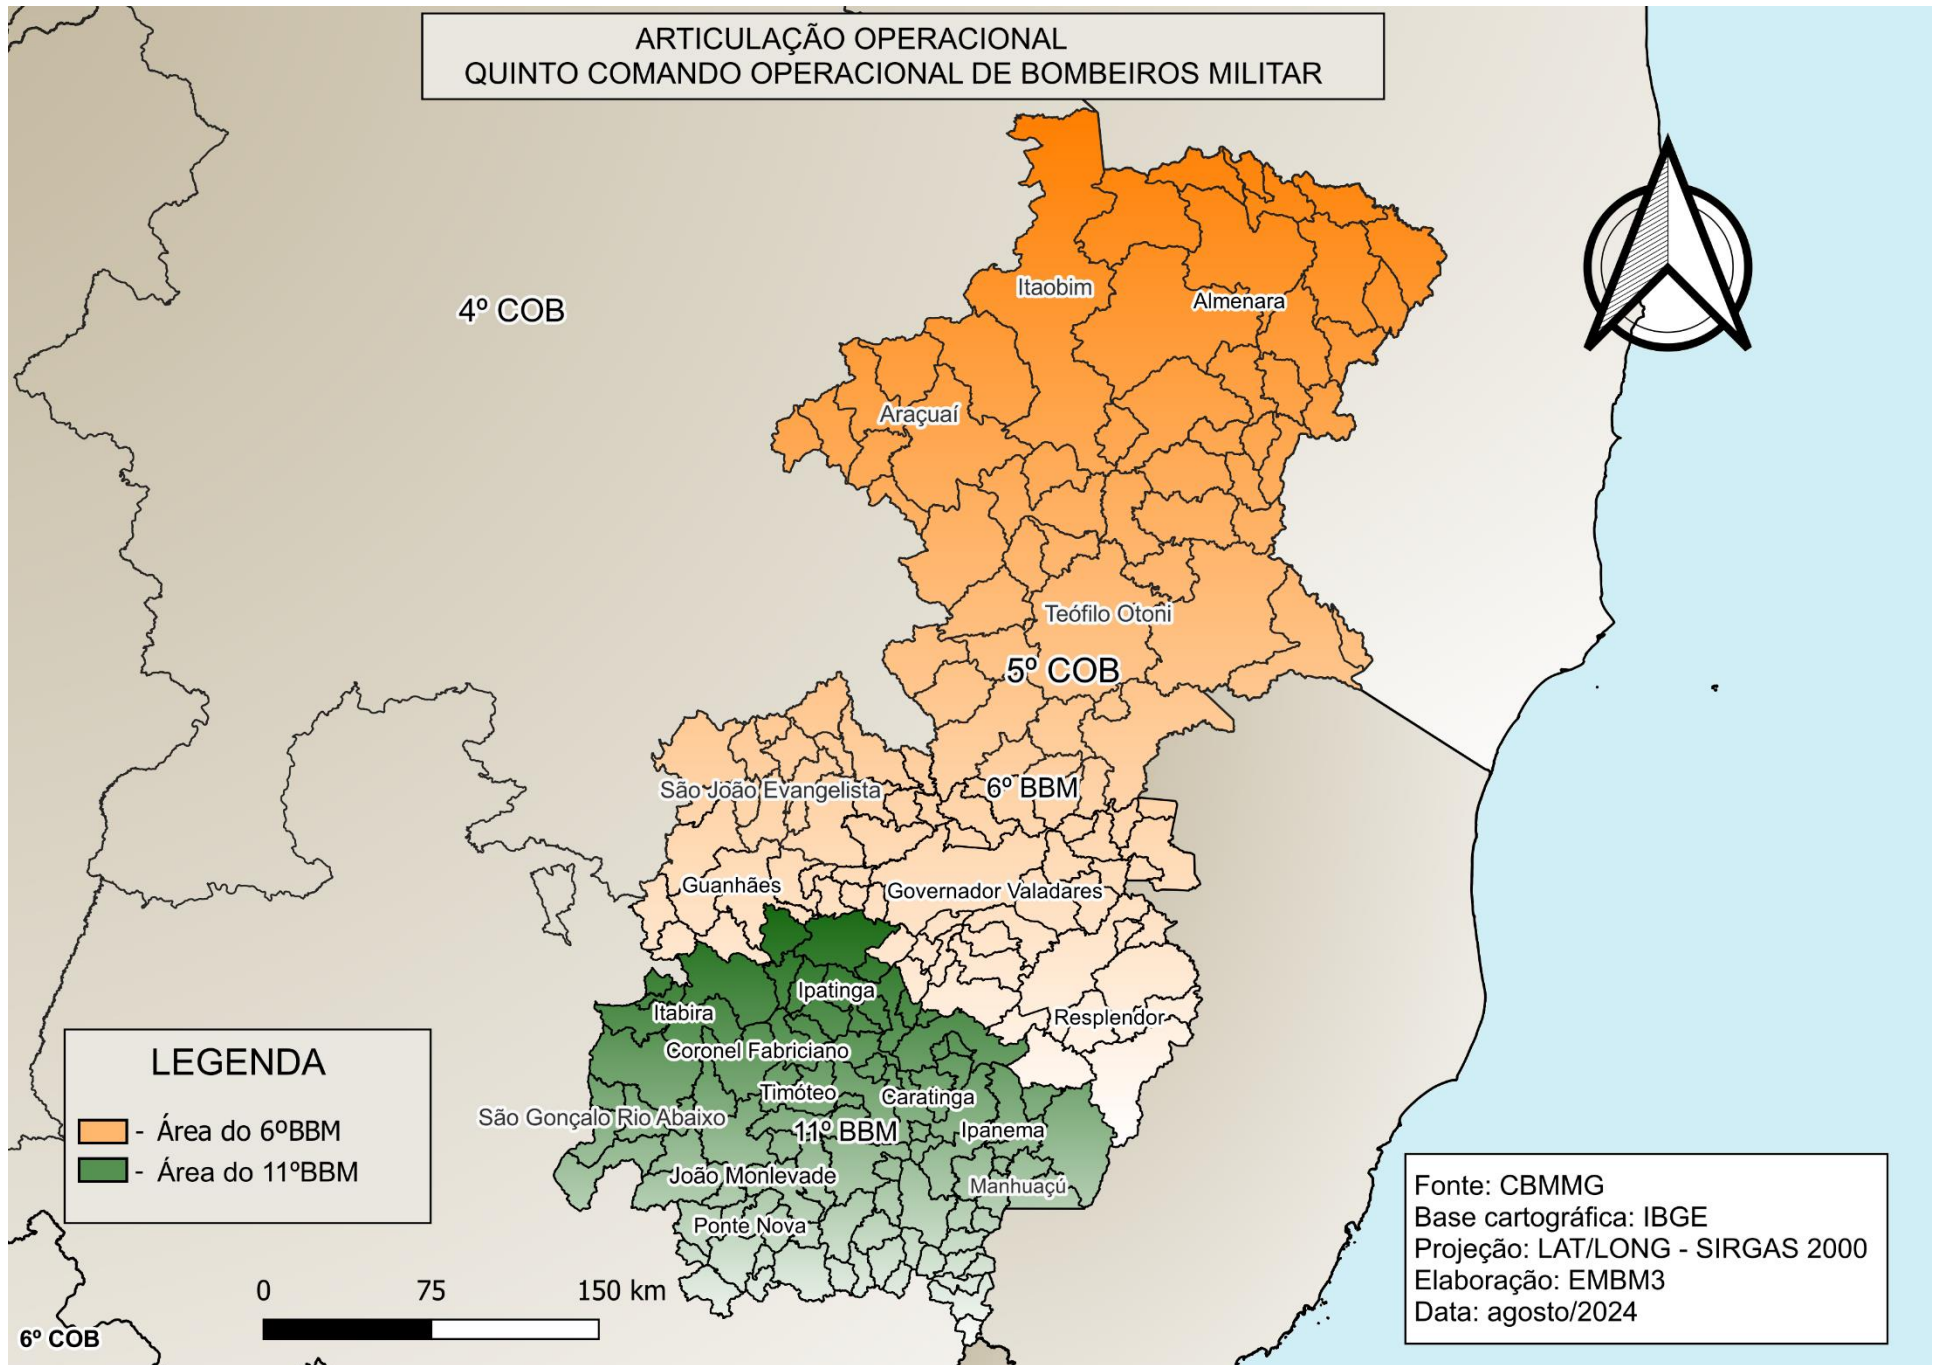 ARTICULAÇÃO OPERACIONAL
QUINTO COMANDO OPERACIONAL DE BOMBEIROS MILITAR
4º COB
Itaobim
Almenara
Araçuaí
Teófilo Otoni
5º COB
6º BBM
São João Evangelista
Guanhães
Governador Valadares
Ipatinga
Itabira
Resplendor
Coronel Fabriciano
Timóteo
Caratinga
São Gonçalo Rio Abaixo
11º BBM
Ipanema
João Monlevade
Manhuaçú
Ponte Nova
LEGENDA
- Área do 6ºBBM
- Área do 11ºBBM
0 75 150 km
6º COB
Fonte: CBMMG
Base cartográfica: IBGE
Projeção: LAT/LONG - SIRGAS 2000
Elaboração: EMBM3
Data: agosto/2024